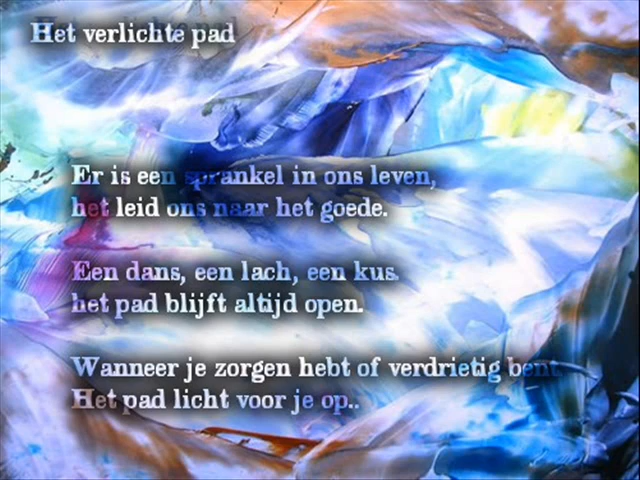 Het verlichte pad
Er is een sprankel in ons leven,
het leid ons naar het goede.
Een dans, een lach, een kus.
het pad blijft altijd open.
Wanneer je zorgen hebt of verdrietig bent
Het pad licht voor je op..